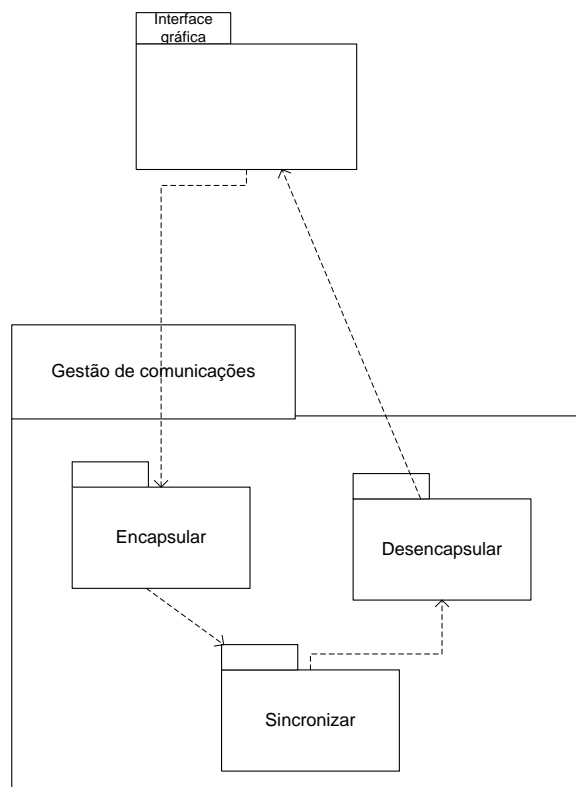 Interface
gráfica
Gestão de comunicações
Encapsular
Desencapsular
Sincronizar